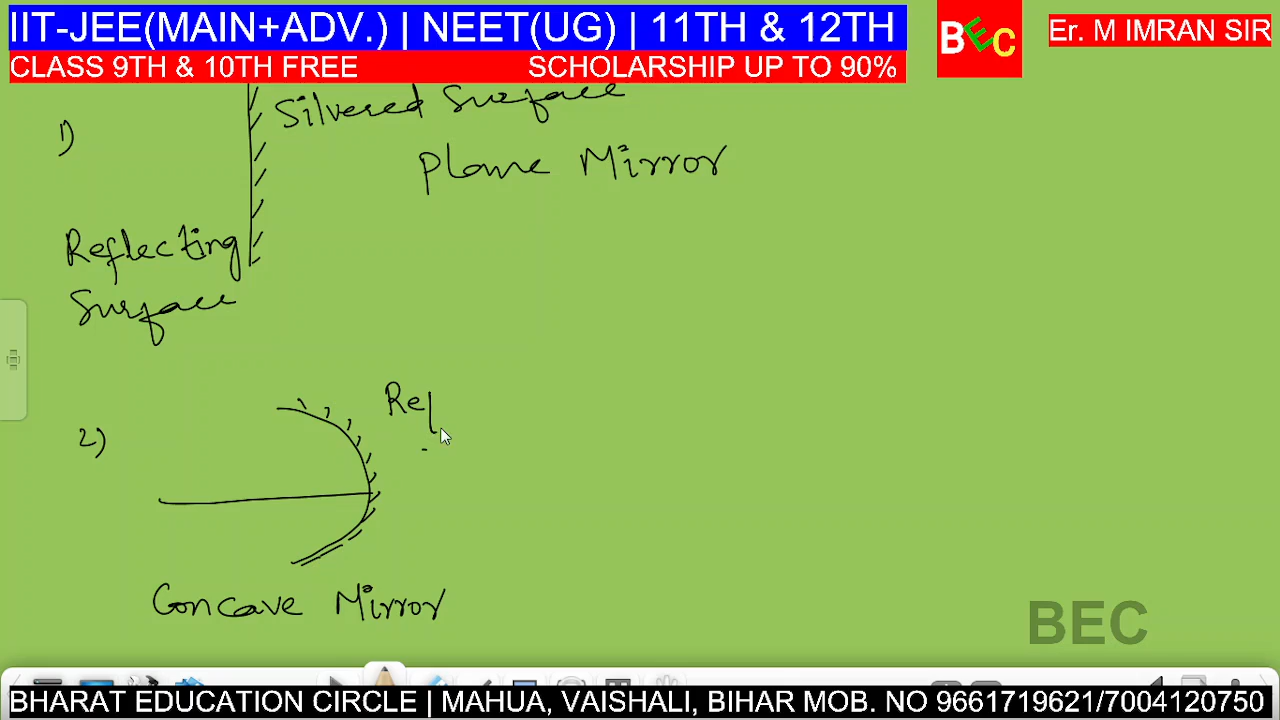 IIT-JEE(MAIN+ADV.) | NEET(UG) | 11TH & 12TH
CLASS 9TH & 10TH FREE SCHOLARSHIP UP TO 90%
BEC
Er. M IMRAN SIR
Silvered Surface
1)
Plane Mirror
Reflecting
Surface
Ref
2)
Concave Mirror
BEC
BHARAT EDUCATION CIRCLE | MAHUA, VAISHALI, BIHAR MOB. NO 9661719621/7004120750